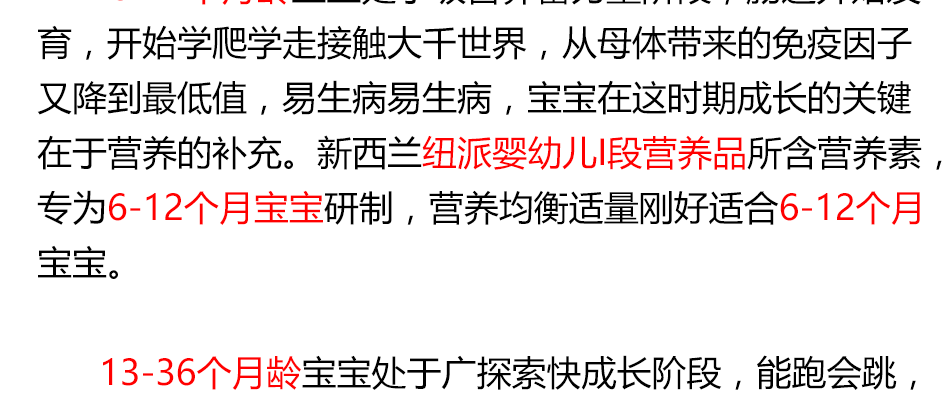 育，开始学爬学走接触大千世界，从母体带来的免疫因子
又降到最低值，易生病易生病，宝宝在这时期成长的关键
在于营养的补充。新西兰纽派婴幼儿I段营养品所含营养素，
专为6-12个月宝宝研制，营养均衡适量刚好适合6-12个月
宝宝。
13-36个月龄宝宝处于广探索快成长阶段，能跑会跳，